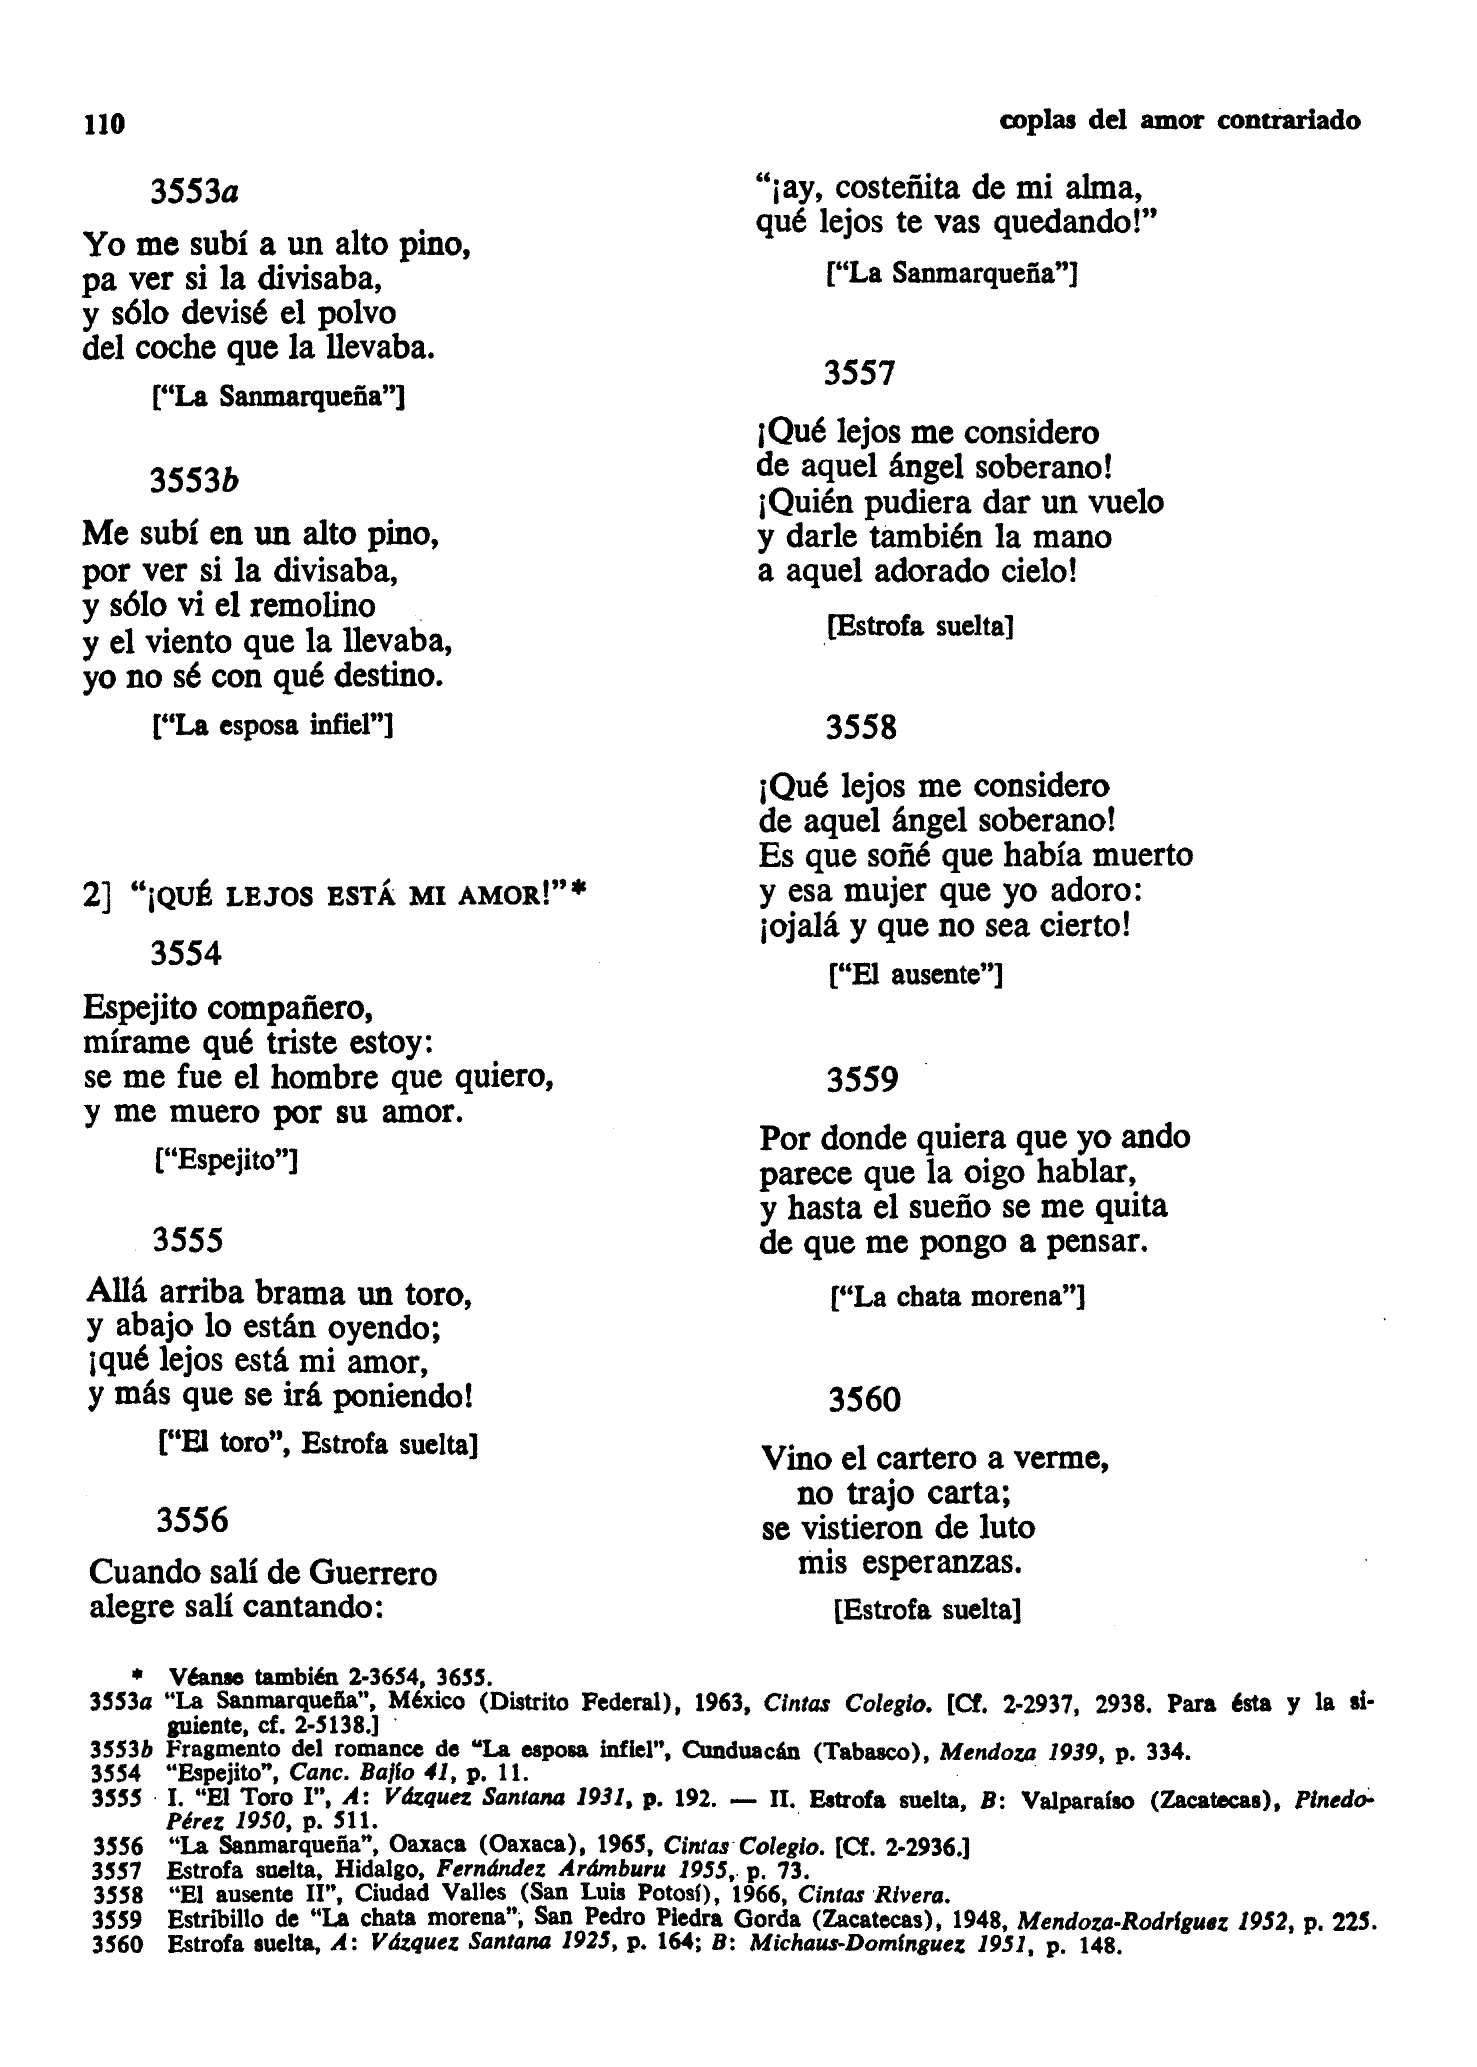 110
coplas del amor contrariado
3553a
Yo me subí a un alto pino,
pa ver si la divisaba,
y sólo devisé el polvo
del coche que la llevaba.
[“La Sanmarqueña”]
3553b
Me subí en un alto pino,
por ver si la divisaba,
y sólo vi el remolino
y el viento que la llevaba,
yo no sé con qué destino.
[“La esposa infiel”]
2] “¡QUÉ LEJOS ESTÁ MI AMOR!”*
3554
Espejito compañero,
mírame qué triste estoy:
se me fue el hombre que quiero,
y me muero por su amor.
[“Espejito”]
3555
Allá arriba brama un toro,
y abajo lo están oyendo;
¡qué lejos está mi amor,
y más que se irá poniendo!
[“El toro”, Estrofa suelta]
3556
Cuando salí de Guerrero
alegre salí cantando:
“¡ay, costeñita de mi alma,
qué lejos te vas quedando!”
[“La Sanmarqueña”]
3557
¡Qué lejos me considero
de aquel ángel soberano!
¡Quién pudiera dar un vuelo
y darle también la mano
a aquel adorado cielo!
[Estrofa suelta]
3558
¡Qué lejos me considero
de aquel ángel soberano!
Es que soñé que había muerto
y esa mujer que yo adoro:
¡ojalá y que no sea cierto!
[“El ausente”]
3559
Por donde quiera que yo ando
parece que la oigo hablar,
y hasta el sueño se me quita
de que me pongo a pensar.
[“La chata morena”]
3560
Vino el cartero a verme,
no trajo carta;
se vistieron de luto
mis esperanzas.
[Estrofa suelta]
* Véanse también 2-3654, 3655.
3553a “La Sanmarqueña”, México (Distrito Federal), 1963, Cintas Colegio. [Cf. 2-2937, 2938. Para ésta y la si-
guiente, cf. 2-5138.]
3553b Fragmento del romance de “La esposa infiel”, Cunduacán (Tabasco), Mendoza 1939, p. 334.
3554 “Espejito”, Canc. Bajío 41, p. 11.
3555 I. “El Toro I”, A: Vázquez Santana 1931, p. 192. — II. Estrofa suelta, B: Valparaíso (Zacatecas), Pinedo-
Pérez 1950, p. 511.
3556 “La Sanmarqueña”, Oaxaca (Oaxaca), 1965, Cintas Colegio. [Cf. 2-2936.]
3557 Estrofa suelta, Hidalgo, Fernández Arámburu 1955, p. 73.
3558 “El ausente II”, Ciudad Valles (San Luis Potosí), 1966, Cintas Rivera.
3559 Estribillo de “La chata morena”, San Pedro Piedra Gorda (Zacatecas), 1948, Mendoza-Rodríguez 1952, p. 225.
3560 Estrofa suelta, A: Vázquez Santana 1925, p. 164; B: Michaus-Domínguez 1951, p. 148.